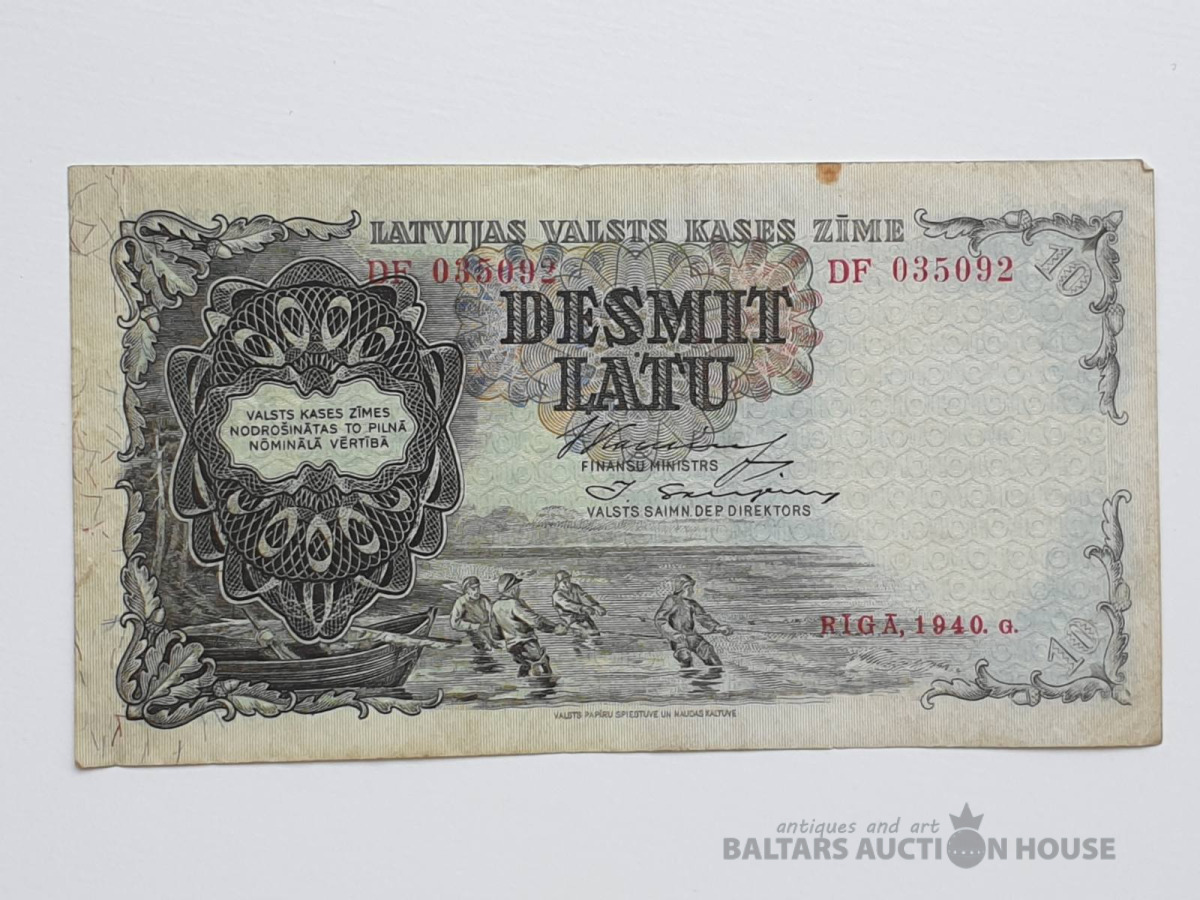 LATVIJAS VALSTS KASES ZĪME
DF 035092
DF 035092
10
DESMIT
LATU
VALSTS KASES ZĪMES
NODROŠINĀTAS TO PILNĀ
NŌMINĀLĀ VĒRTĪBĀ
FINANSU MINISTRS
VALSTS SAIMN. DEP. DIREKTORS
RĪGĀ, 1940. G.
10
VALSTS PAPĪRU SPIESTUVE UN NAUDAS KALTUVE
antiques and art
BALTARS AUCTION HOUSE